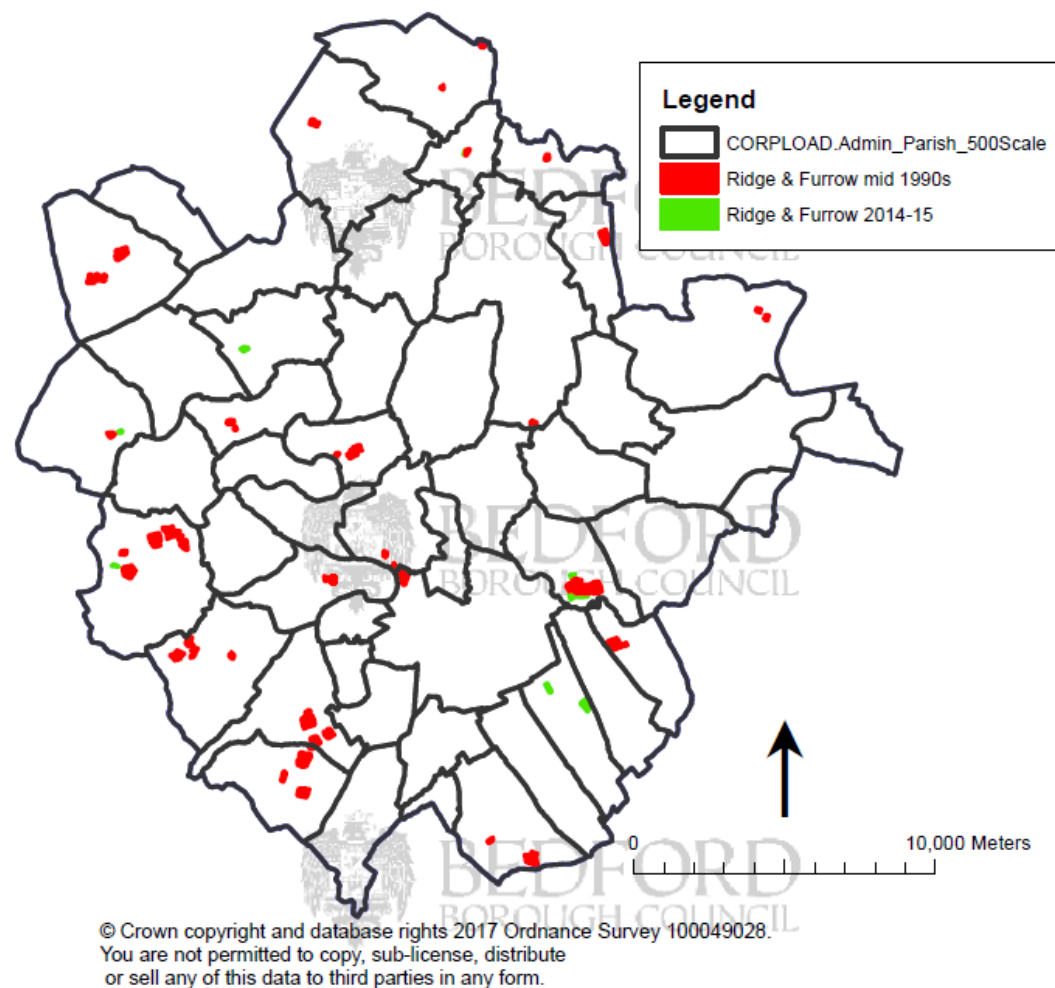 Legend
CORPLOAD.Admin_Parish_500Scale
Ridge & Furrow mid 1990s
Ridge & Furrow 2014-15
BEDFORD
BOROUGH COUNCIL
BEDFORD
BOROUGH COUNCIL
0
10,000 Meters
BEDFORD
BOROUGH COUNCIL
© Crown copyright and database rights 2017 Ordnance Survey 100049028.
You are not permitted to copy, sub-license, distribute
or sell any of this data to third parties in any form.